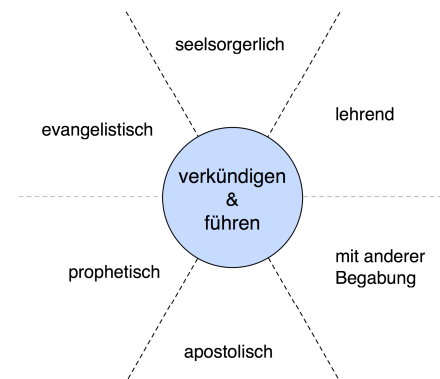 seelsorgerlich
lehrend
evangelistisch
verkündigen
&
führen
prophetisch
mit anderer
Begabung
apostolisch